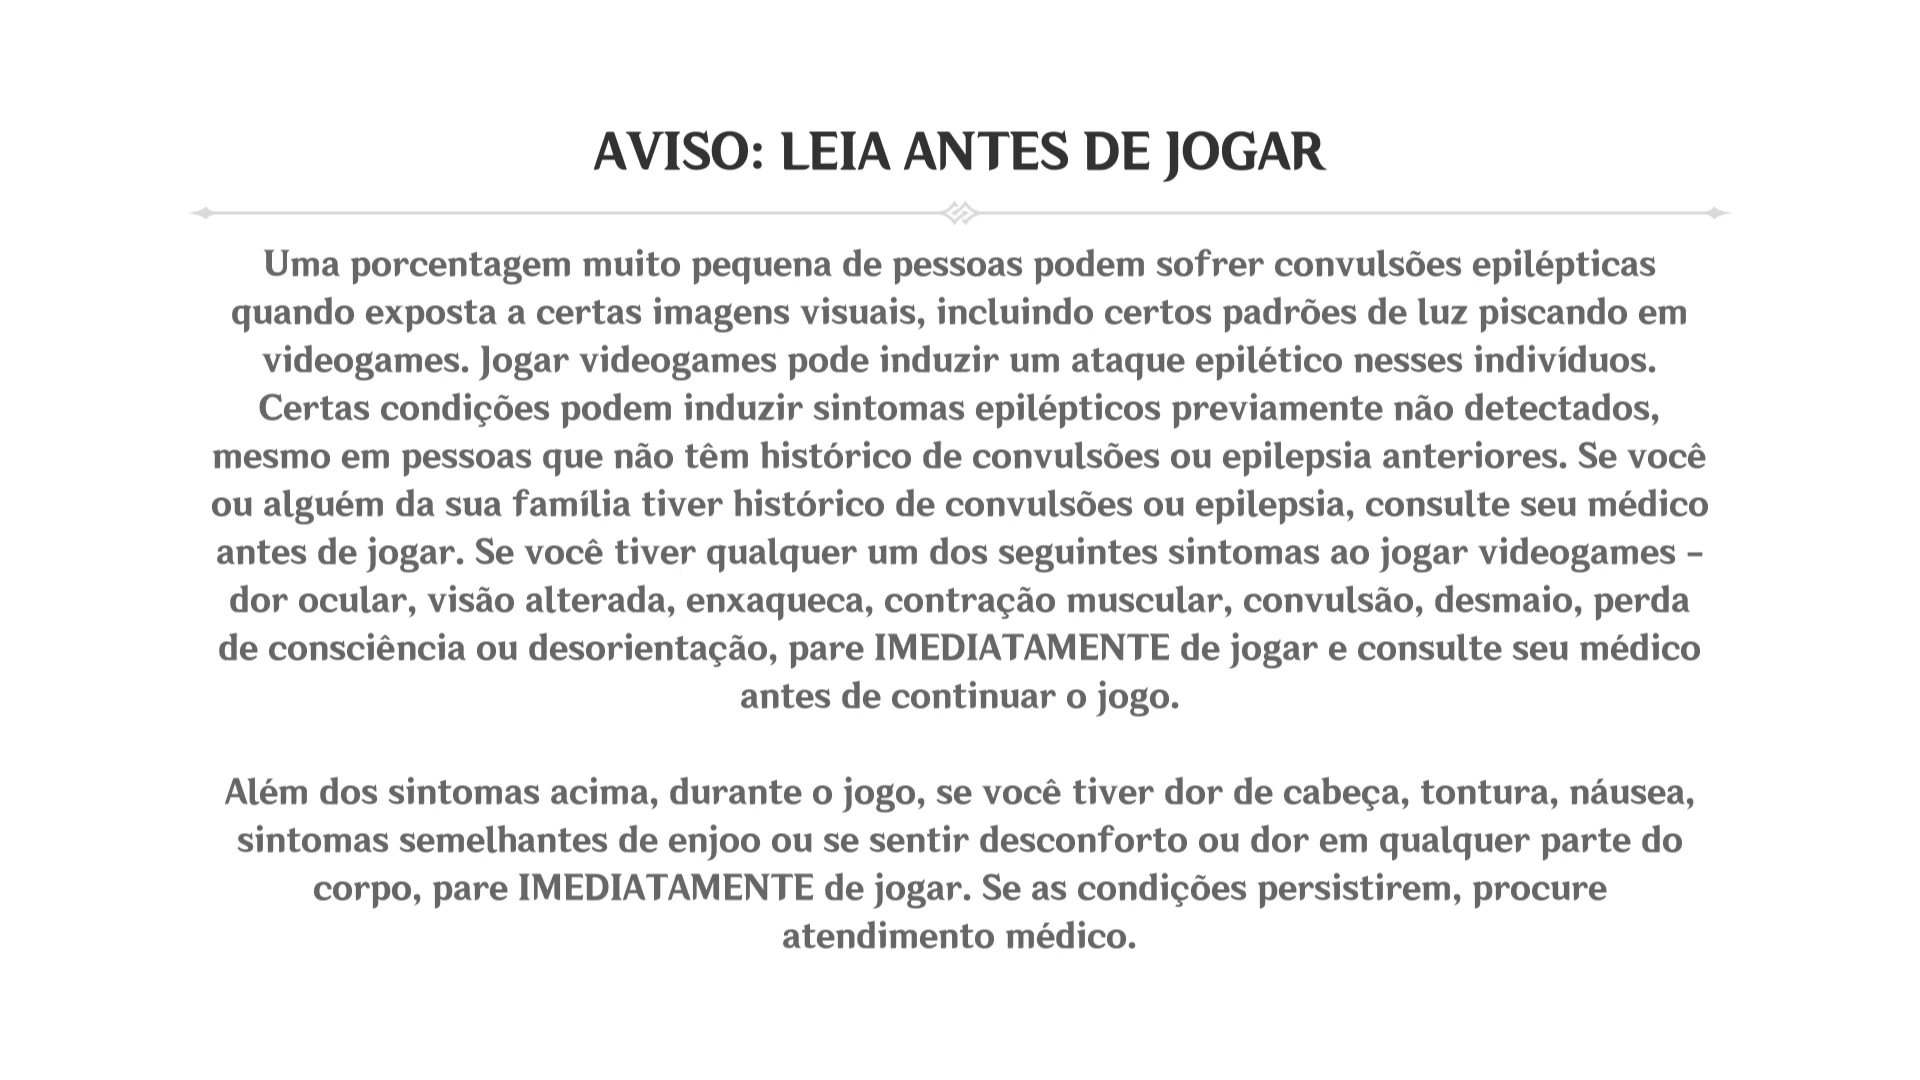 AVISO: LEIA ANTES DE JOGAR
Uma porcentagem muito pequena de pessoas podem sofrer convulsões epilépticas
quando exposta a certas imagens visuais, incluindo certos padrões de luz piscando em
videogames. Jogar videogames pode induzir um ataque epilético nesses indivíduos.
Certas condições podem induzir sintomas epilépticos previamente não detectados,
mesmo em pessoas que não têm histórico de convulsões ou epilepsia anteriores. Se você
ou alguém da sua família tiver histórico de convulsões ou epilepsia, consulte seu médico
antes de jogar. Se você tiver qualquer um dos seguintes sintomas ao jogar videogames –
dor ocular, visão alterada, enxaqueca, contração muscular, convulsão, desmaio, perda
de consciência ou desorientação, pare IMEDIATAMENTE de jogar e consulte seu médico
antes de continuar o jogo.
Além dos sintomas acima, durante o jogo, se você tiver dor de cabeça, tontura, náusea,
sintomas semelhantes de enjoo ou se sentir desconforto ou dor em qualquer parte do
corpo, pare IMEDIATAMENTE de jogar. Se as condições persistirem, procure
atendimento médico.